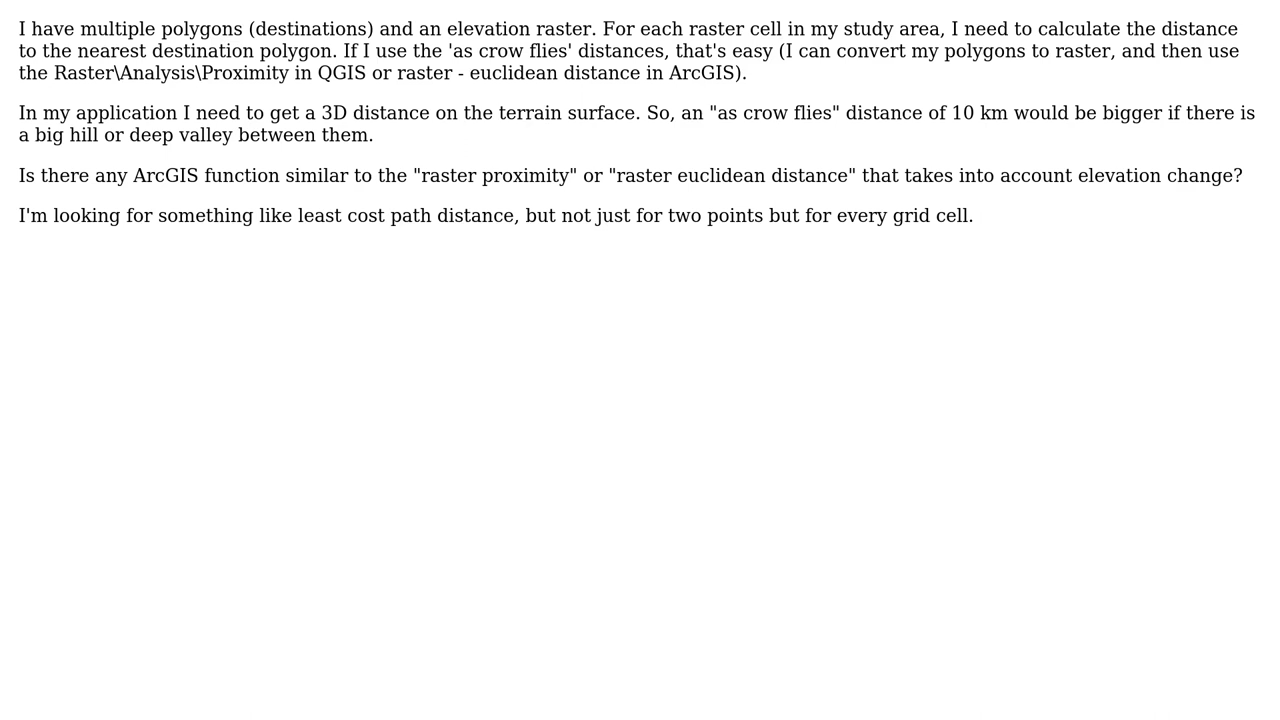 I have multiple polygons (destinations) and an elevation raster. For each raster cell in my study area, I need to calculate the distance
to the nearest destination polygon. If I use the 'as crow flies' distances, that's easy (I can convert my polygons to raster, and then use
the Raster\Analysis\Proximity in QGIS or raster - euclidean distance in ArcGIS).
In my application I need to get a 3D distance on the terrain surface. So, an "as crow flies" distance of 10 km would be bigger if there is
a big hill or deep valley between them.
Is there any ArcGIS function similar to the "raster proximity" or "raster euclidean distance" that takes into account elevation change?
I'm looking for something like least cost path distance, but not just for two points but for every grid cell.